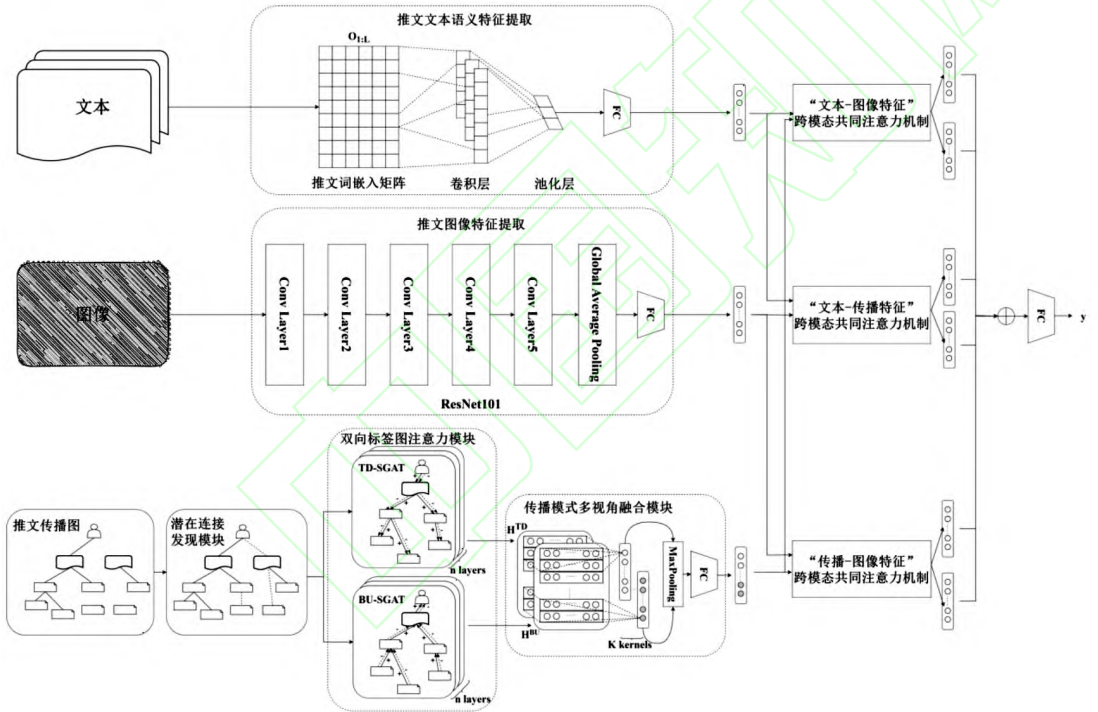 推文文本语义特征提取
O1:L
文本
FC
推文词嵌入矩阵
卷积层
池化层
“文本-图像特征”
跨模态共同注意力机制
推文图像特征提取
图像
Conv Layer1
Conv Layer2
Conv Layer3
Conv Layer4
Conv Layer5
Global Average Pooling
FC
ResNet101
“文本-传播特征”
跨模态共同注意力机制
FC
y
双向标签图注意力模块
TD-SGAT
n layers
BU-SGAT
n layers
推文传播图
潜在连接
发现模块
传播模式多视角融合模块
HTD
HBU
MaxPooling
FC
K kernels
“传播-图像特征”
跨模态共同注意力机制